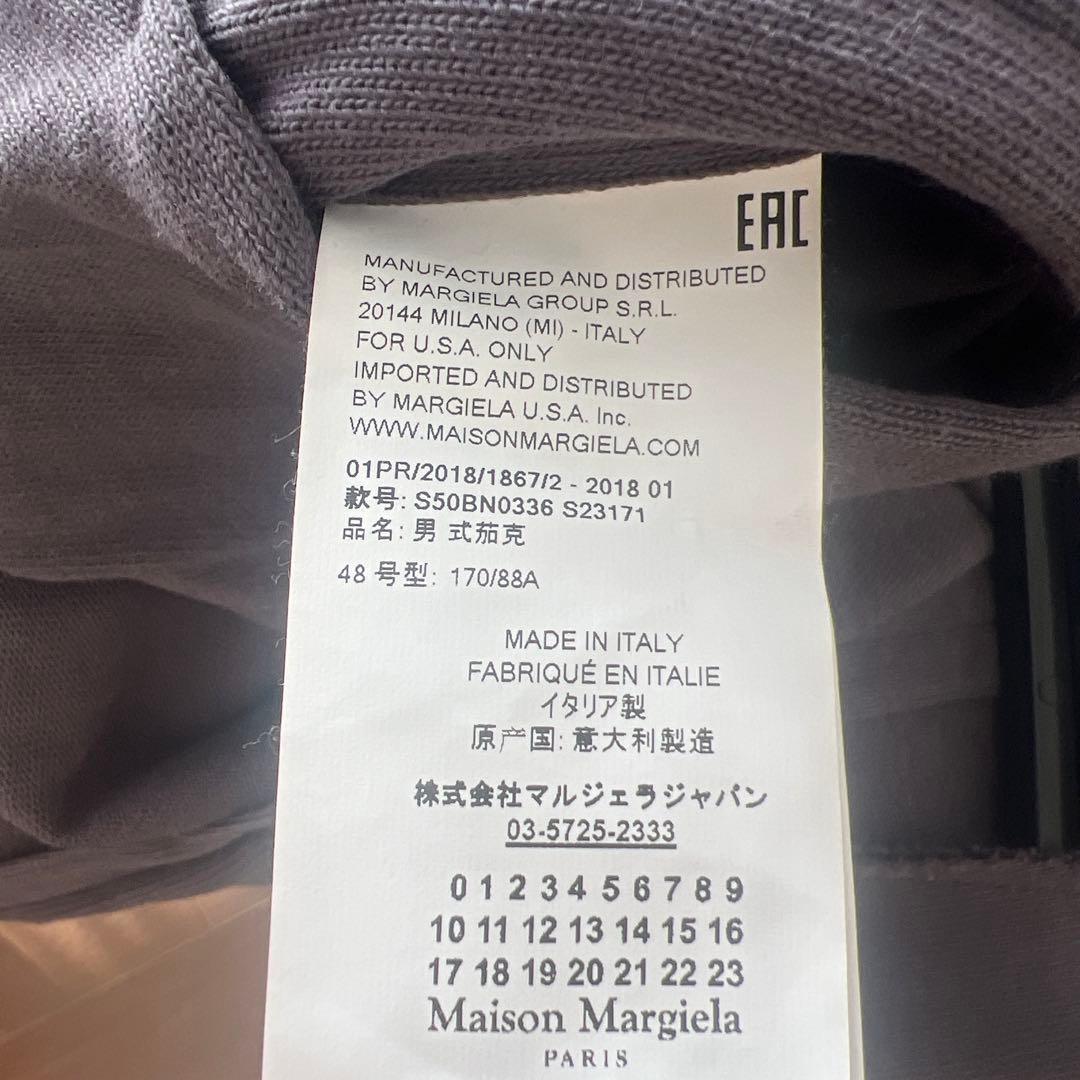 EAC
MANUFACTURED AND DISTRIBUTED
BY MARGIELA GROUP S.R.L.
20144 MILANO (MI) - ITALY
FOR U.S.A. ONLY
IMPORTED AND DISTRIBUTED
BY MARGIELA U.S.A. Inc.
WWW.MAISONMARGIELA.COM
01PR/2018/1867/2 - 2018 01
款号: S50BN0336 S23171
品名: 男 式茄克
48 号型: 170/88A
MADE IN ITALY
FABRIQUÉ EN ITALIE
イタリア製
原产国: 意大利製造
株式会社マルジェラジャパン
03-5725-2333
0 1 2 3 4 5 6 7 8 9
10 11 12 13 14 15 16
17 18 19 20 21 22 23
Maison Margiela
PARIS